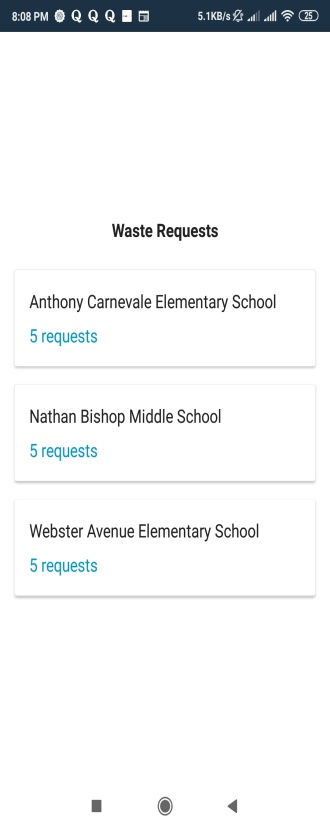 8:08 PM Q Q Q 5.1KB/s 25
Waste Requests
Anthony Carnevale Elementary School
5 requests
Nathan Bishop Middle School
5 requests
Webster Avenue Elementary School
5 requests